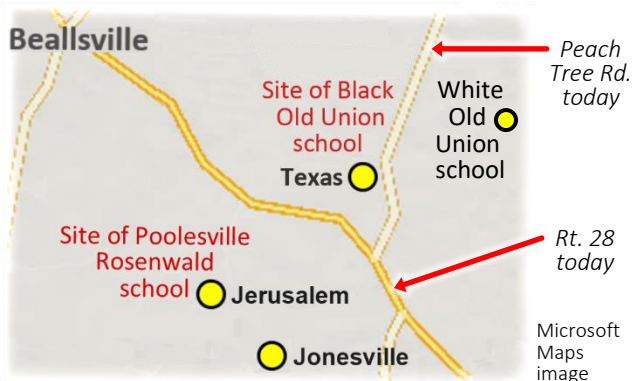 Beallsville
Peach
Tree Rd.
today
Site of Black
Old Union
school
White
Old
Union
school
Texas
Site of Poolesville
Rosenwald
school
Rt. 28
today
Jerusalem
Jonesville
Microsoft
Maps
image